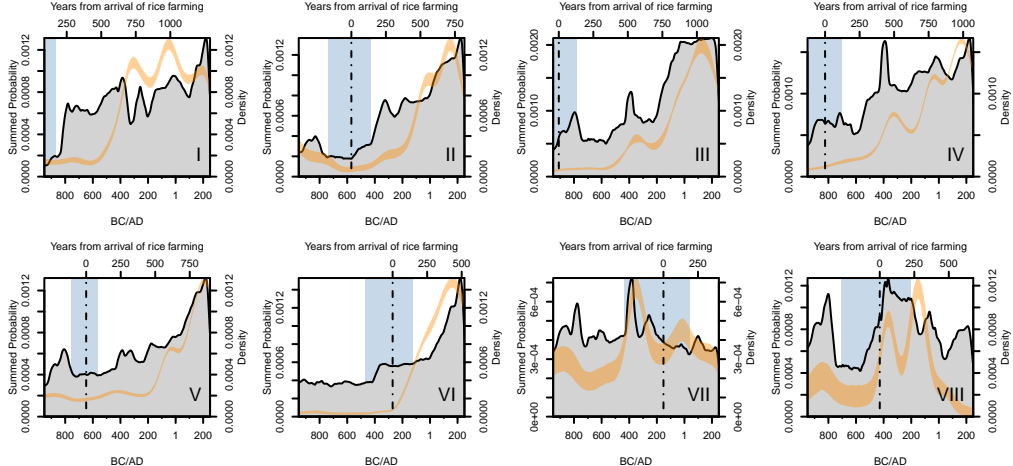 Years from arrival of rice farming
Years from arrival of rice farming
Years from arrival of rice farming
Years from arrival of rice farming
250 500 750 1000
0 250 500 750
0 250 500 750 1000
0 250 500 750 1000
Summed Probability
0.0000 0.0004 0.0008 0.0012
Density
0.0000 0.0004 0.0008 0.0012
I
Summed Probability
0.0000 0.0006 0.0012
Density
0.0000 0.0006 0.0012
II
Summed Probability
0.0000 0.0010 0.0020
Density
0.0000 0.0010 0.0020
III
Summed Probability
0.0000 0.0010
Density
0.0000 0.0010
IV
800 600 400 200 1 200
800 600 400 200 1 200
800 600 400 200 1 200
800 600 400 200 1 200
BC/AD
BC/AD
BC/AD
BC/AD
Years from arrival of rice farming
Years from arrival of rice farming
Years from arrival of rice farming
Years from arrival of rice farming
0 250 500 750
0 150 300 500
0 250
0 250 500
Summed Probability
0.0000 0.0004 0.0008 0.0012
Density
0.0000 0.0004 0.0008 0.0012
V
Summed Probability
0.0000 0.0006 0.0012
Density
0.0000 0.0006 0.0012
VI
Summed Probability
0e+00 3e-04 6e-04
Density
0e+00 4e-04 6e-04
VII
Summed Probability
0.0000 0.0004 0.0008 0.0012
Density
0.0000 0.0004 0.0008 0.0012
VIII
800 600 400 200 1 200
800 600 400 200 1 200
800 600 400 200 1 200
800 600 400 200 1 200
BC/AD
BC/AD
BC/AD
BC/AD